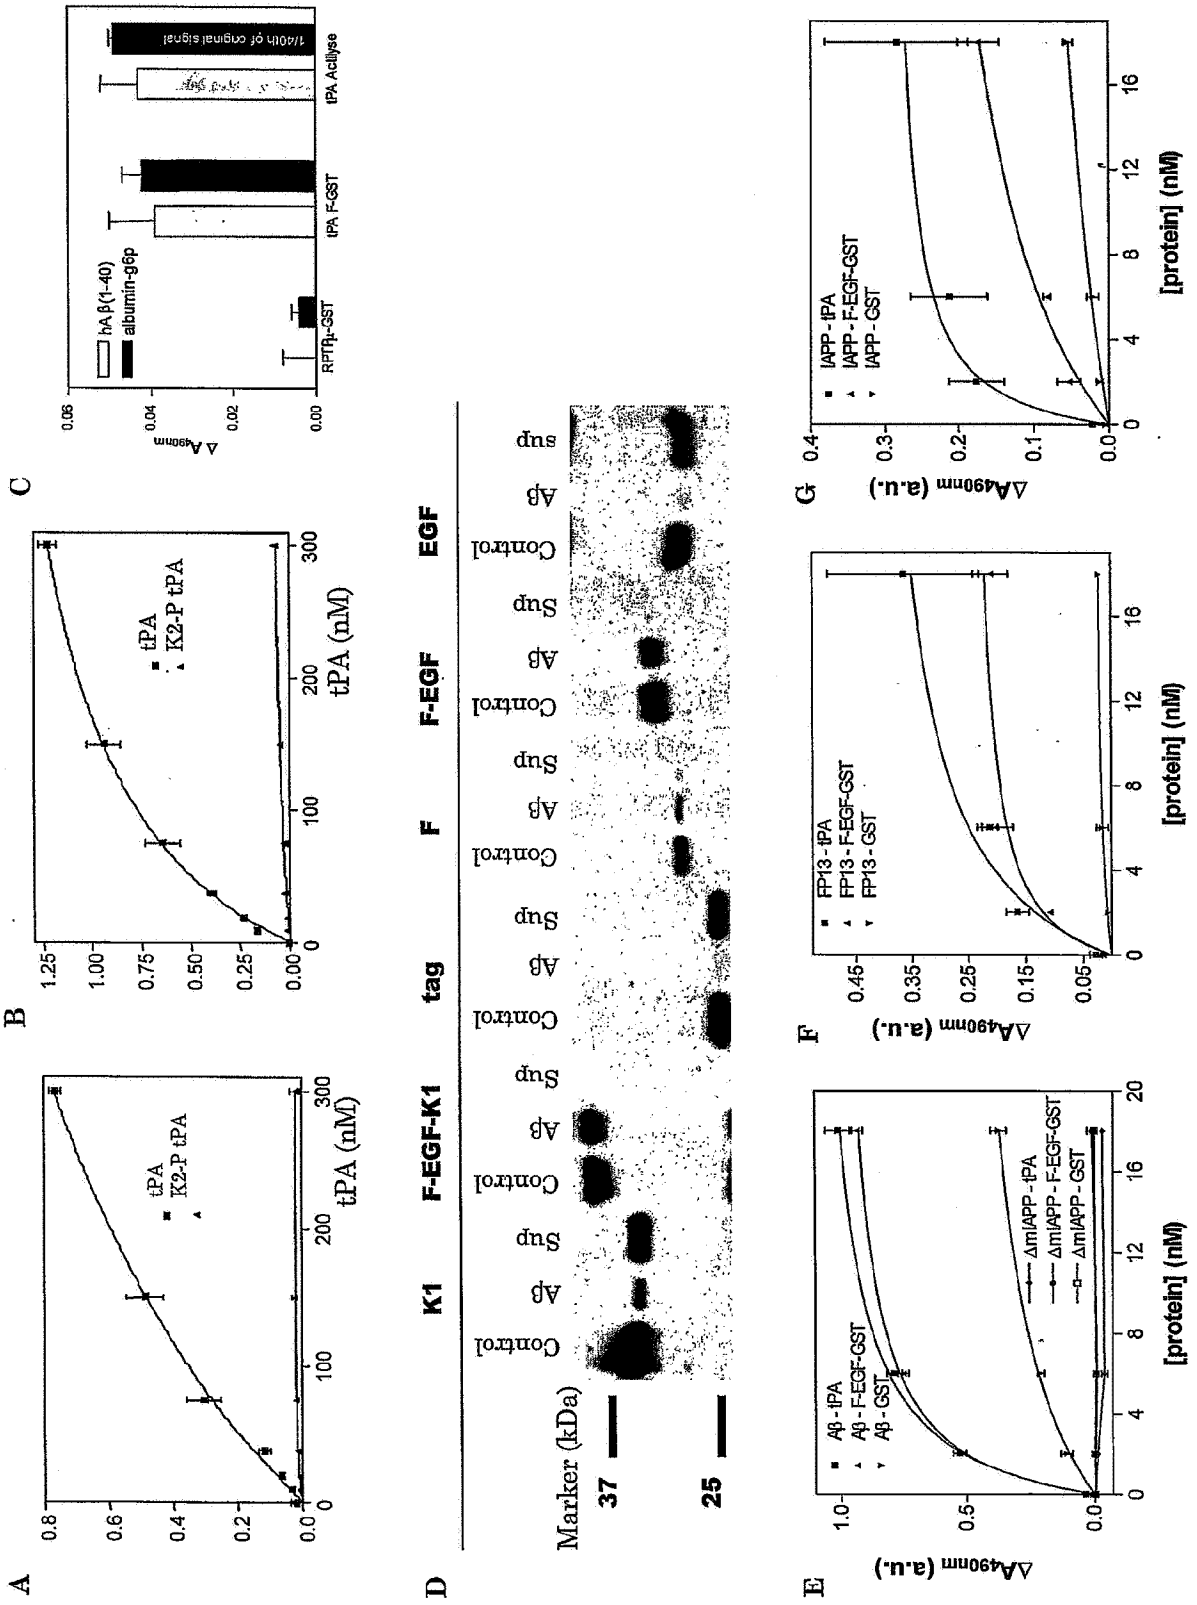 A
0.8
0.6
0.4
0.2
0.0
tPA
K2-P tPA
0
100
200
300
tPA (nM)
B
1.25
1.00
0.75
0.50
0.25
0.00
tPA
K2-P tPA
0
100
200
300
tPA (nM)
C
Δ A490nm
0.06
0.04
0.02
0.00
hA β(1-40)
albumin-g6p
1/40th of original signal
RPTPμ-GST
tPA F-GST
tPA Actilyse
D
K1 F-EGF-K1 tag F F-EGF EGF
Marker (kDa)
Control Aβ Sup Control Aβ Sup Control Aβ Sup Control Aβ Sup Control Aβ Sup Control Aβ sup
37
25
E
ΔA490nm (a.u.)
1.0
0.5
0.0
Aβ - tPA
Aβ - F-EGF-GST
Aβ - GST
ΔmIAPP - tPA
ΔmIAPP - F-EGF-GST
ΔmIAPP - GST
0
4
8
12
16
20
[protein] (nM)
F
ΔA490nm (a.u.)
0.45
0.35
0.25
0.15
0.05
FP13 - tPA
FP13 - F-EGF-GST
FP13 - GST
0
4
8
12
16
[protein] (nM)
G
ΔA490nm (a.u.)
0.4
0.3
0.2
0.1
0.0
IAPP - tPA
IAPP - F-EGF-GST
IAPP - GST
0
4
8
12
16
[protein] (nM)